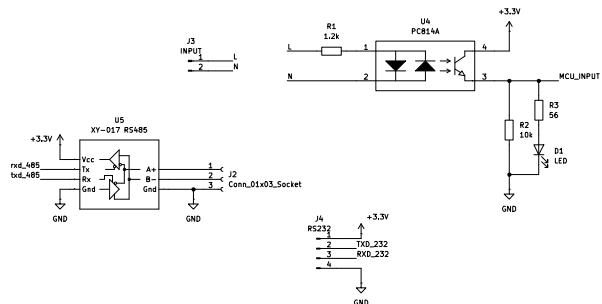 +3.3V
U4
PC814A
R1
1.2k
L
1
4
N
2
3
MCU_INPUT
R2
10k
R3
56
D1
LED
GND
J3
INPUT
1
L
2
N
U5
XY-017 RS485
+3.3V
Vcc
rxd_485
Tx
A+
1
txd_485
Rx
B-
2
Gnd
Gnd
3
J2
Conn_01x03_Socket
GND
GND
J4
RS232
+3.3V
1
2
TXD_232
3
RXD_232
4
GND